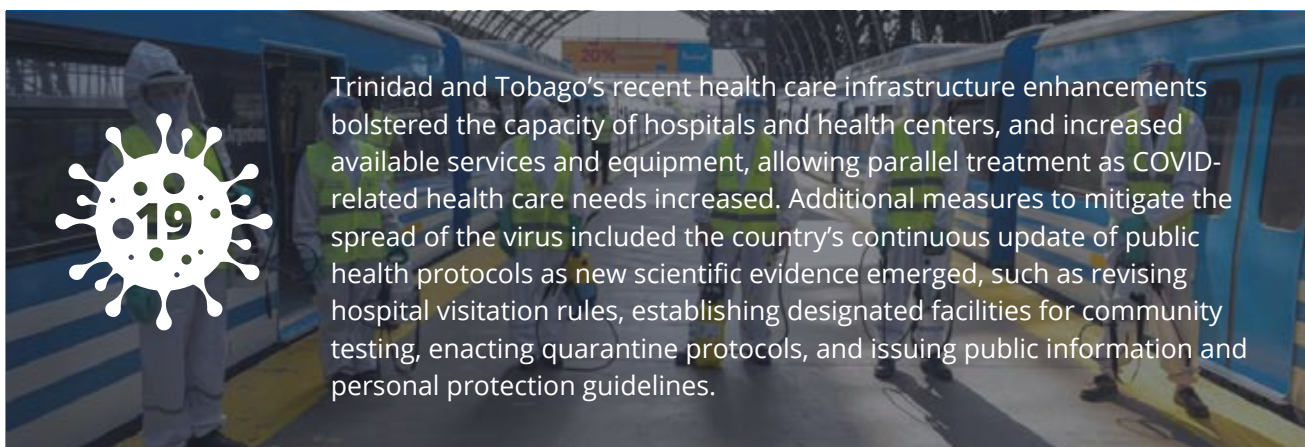 20%
19
Trinidad and Tobago’s recent health care infrastructure enhancements
bolstered the capacity of hospitals and health centers, and increased
available services and equipment, allowing parallel treatment as COVID-
related health care needs increased. Additional measures to mitigate the
spread of the virus included the country’s continuous update of public
health protocols as new scientific evidence emerged, such as revising
hospital visitation rules, establishing designated facilities for community
testing, enacting quarantine protocols, and issuing public information and
personal protection guidelines.